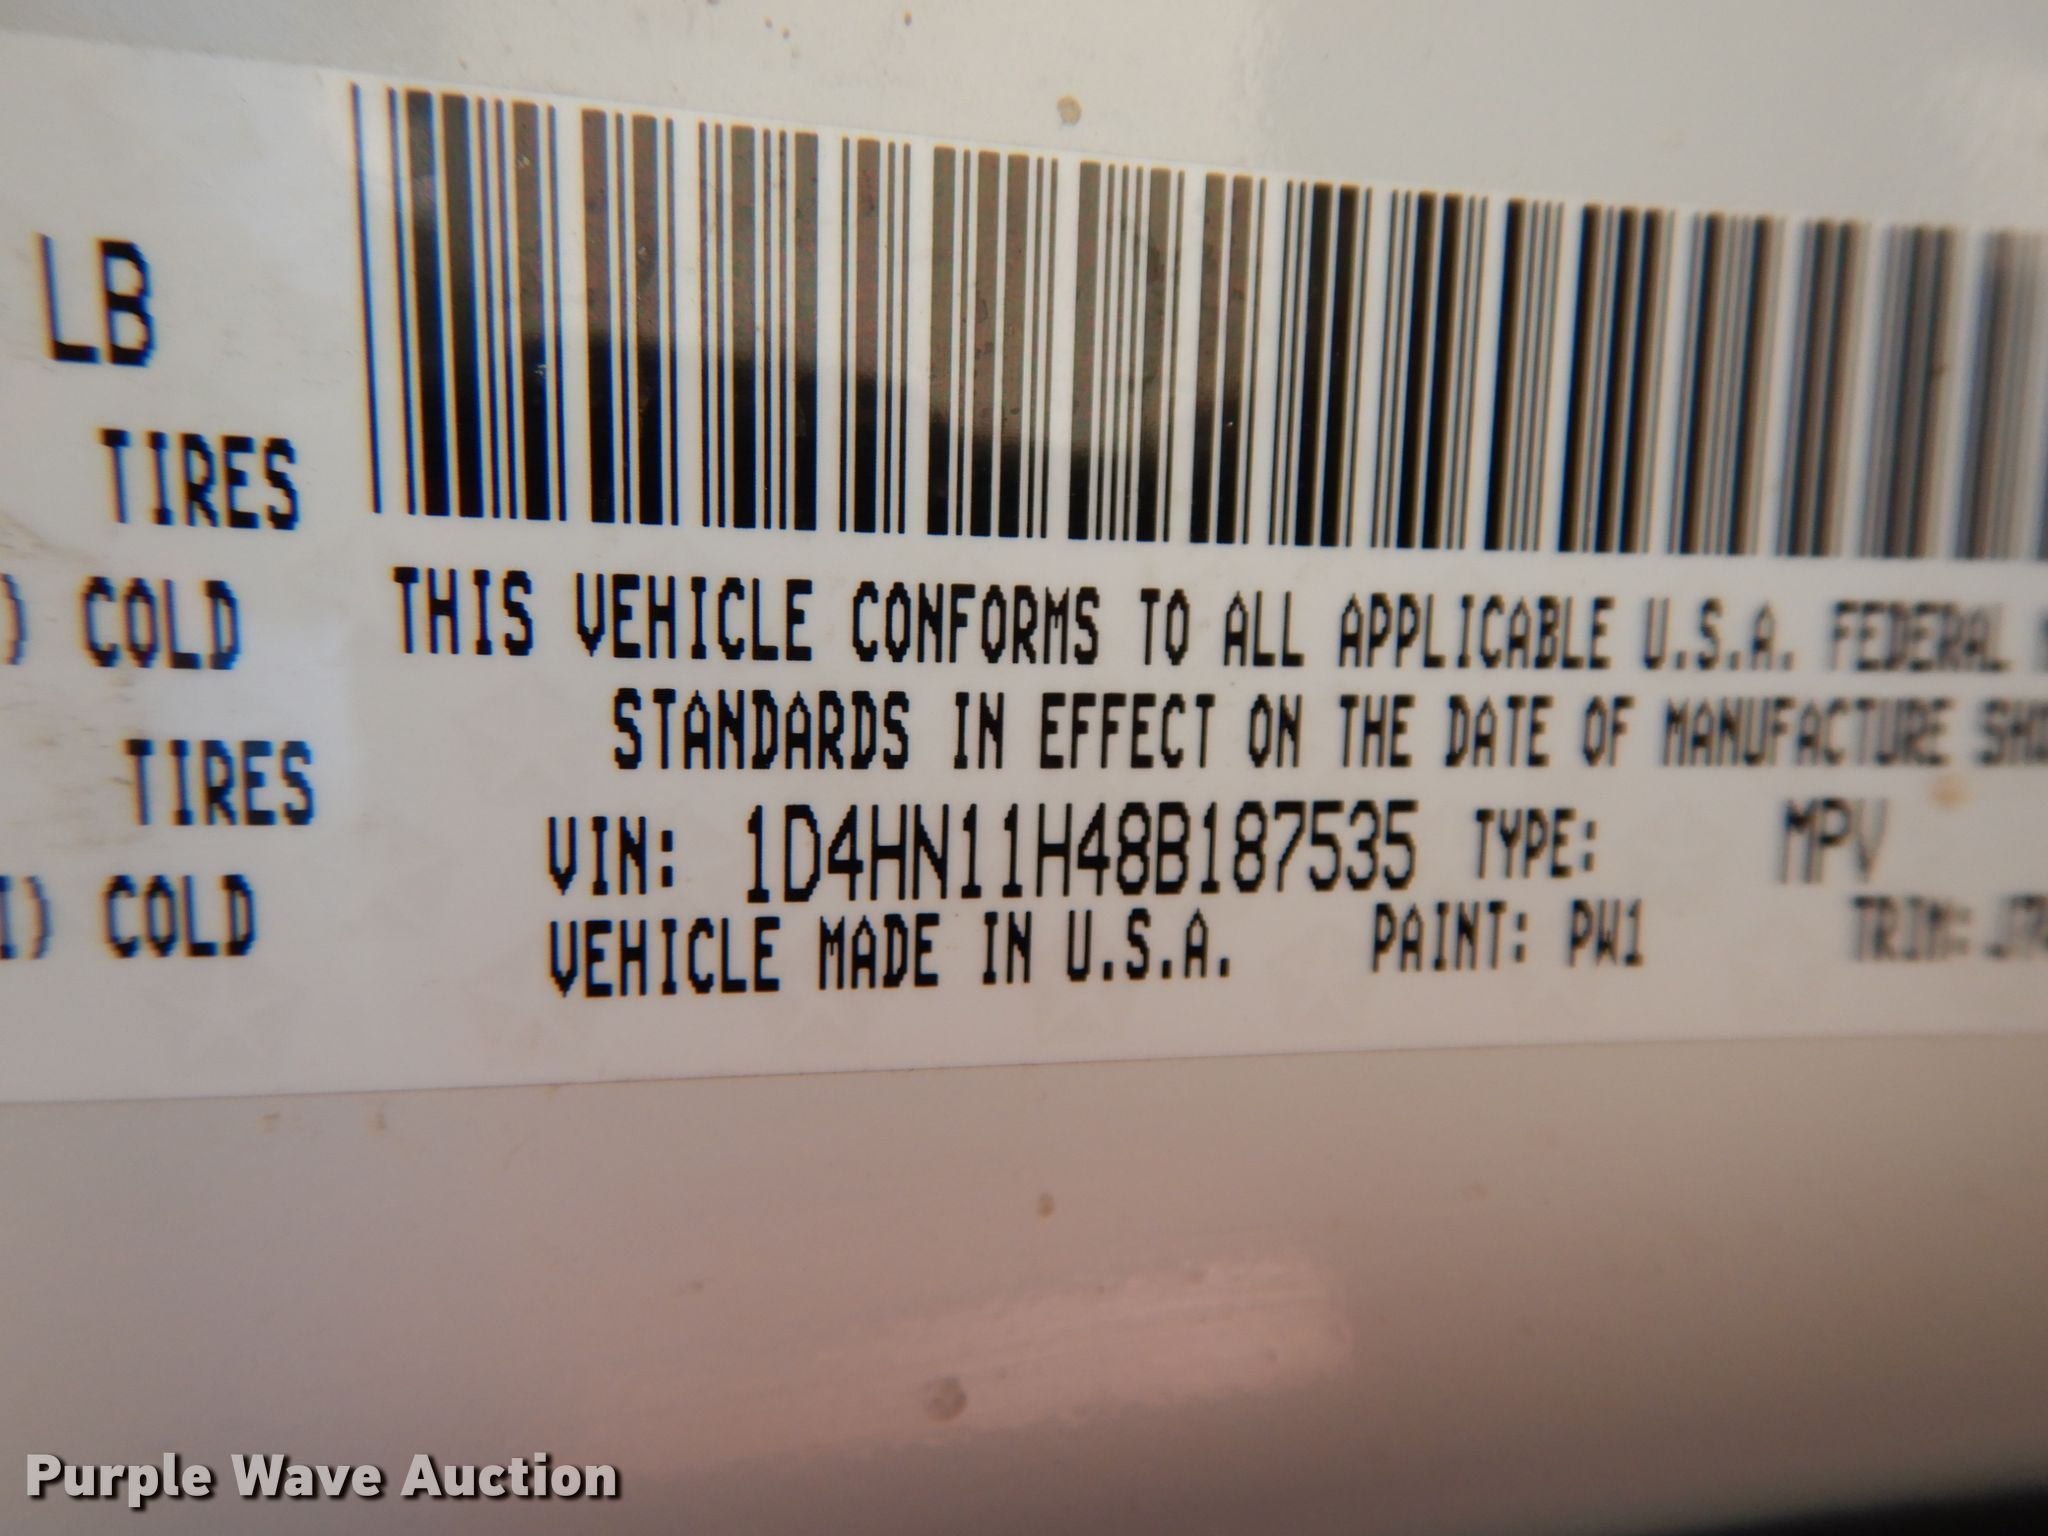 LB
TIRES
) COLD
TIRES
I) COLD
THIS VEHICLE CONFORMS TO ALL APPLICABLE U.S.A. FEDERAL
STANDARDS IN EFFECT ON THE DATE OF MANUFACTURE
VIN: 1D4HN11H48B187535 TYPE: MPV
VEHICLE MADE IN U.S.A. PAINT: PW1 TRIM:
Purple Wave Auction